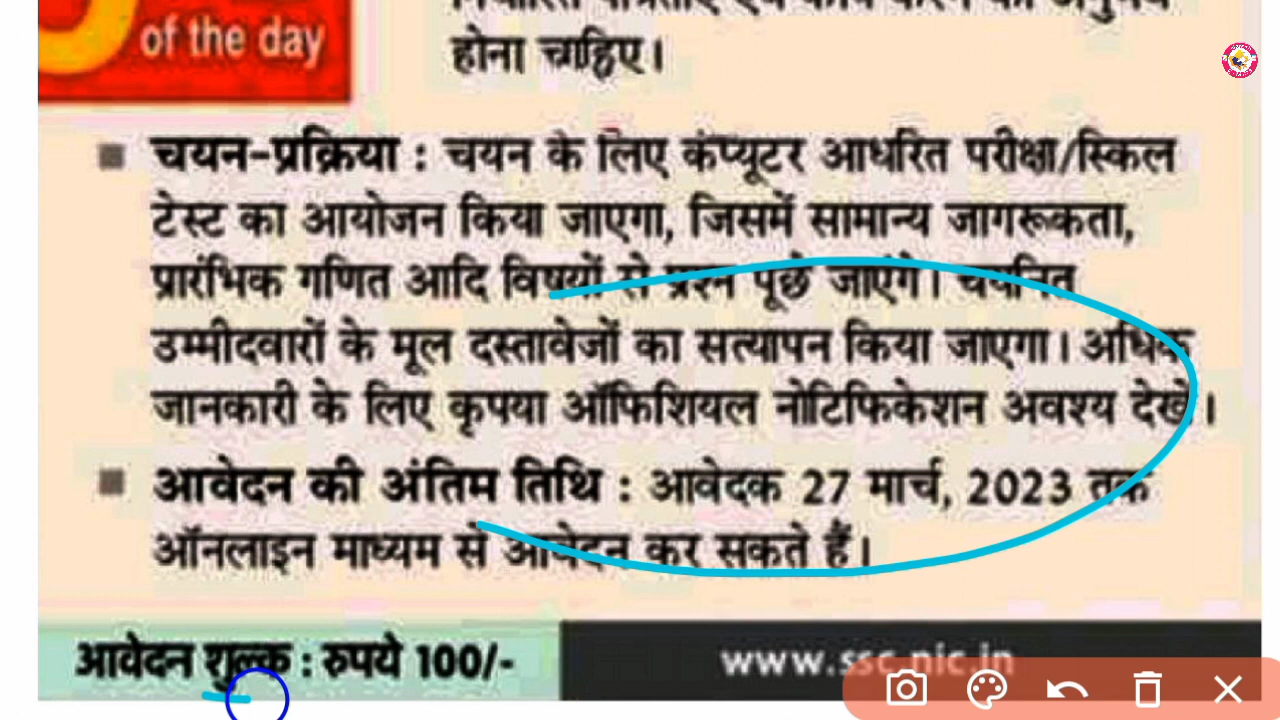 of the day
होना चाहिए।
चयन-प्रक्रिया : चयन के लिए कंप्यूटर आधरित परीक्षा/स्किल
टेस्ट का आयोजन किया जाएगा, जिसमें सामान्य जागरूकता,
प्रारंभिक गणित आदि विषयों से प्रश्न पूछे जाएंगे। चयनित
उम्मीदवारों के मूल दस्तावेजों का सत्यापन किया जाएगा। अधिक
जानकारी के लिए कृपया ऑफिशियल नोटिफिकेशन अवश्य देखें।
आवेदन की अंतिम तिथि : आवेदक 27 मार्च, 2023 तक
ऑनलाइन माध्यम से आवेदन कर सकते हैं।
आवेदन शुल्क : रुपये 100/-
www.ssc.nic.in